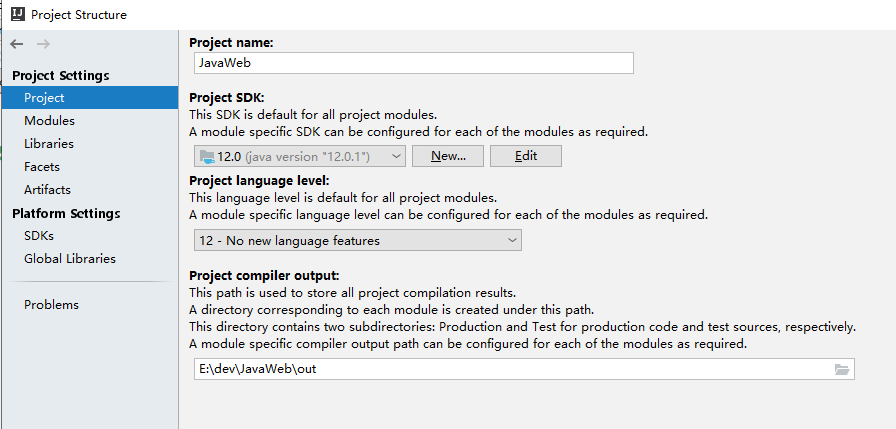 Project Structure
Project Settings
Project
Modules
Libraries
Facets
Artifacts
Platform Settings
SDKs
Global Libraries
Problems
Project name:
JavaWeb
Project SDK:
This SDK is default for all project modules.
A module specific SDK can be configured for each of the modules as required.
12.0 (java version "12.0.1") New... Edit
Project language level:
This language level is default for all project modules.
A module specific language level can be configured for each of the modules as required.
12 - No new language features
Project compiler output:
This path is used to store all project compilation results.
A directory corresponding to each module is created under this path.
This directory contains two subdirectories: Production and Test for production code and test sources, respectively.
A module specific compiler output path can be configured for each of the modules as required.
E:\dev\JavaWeb\out